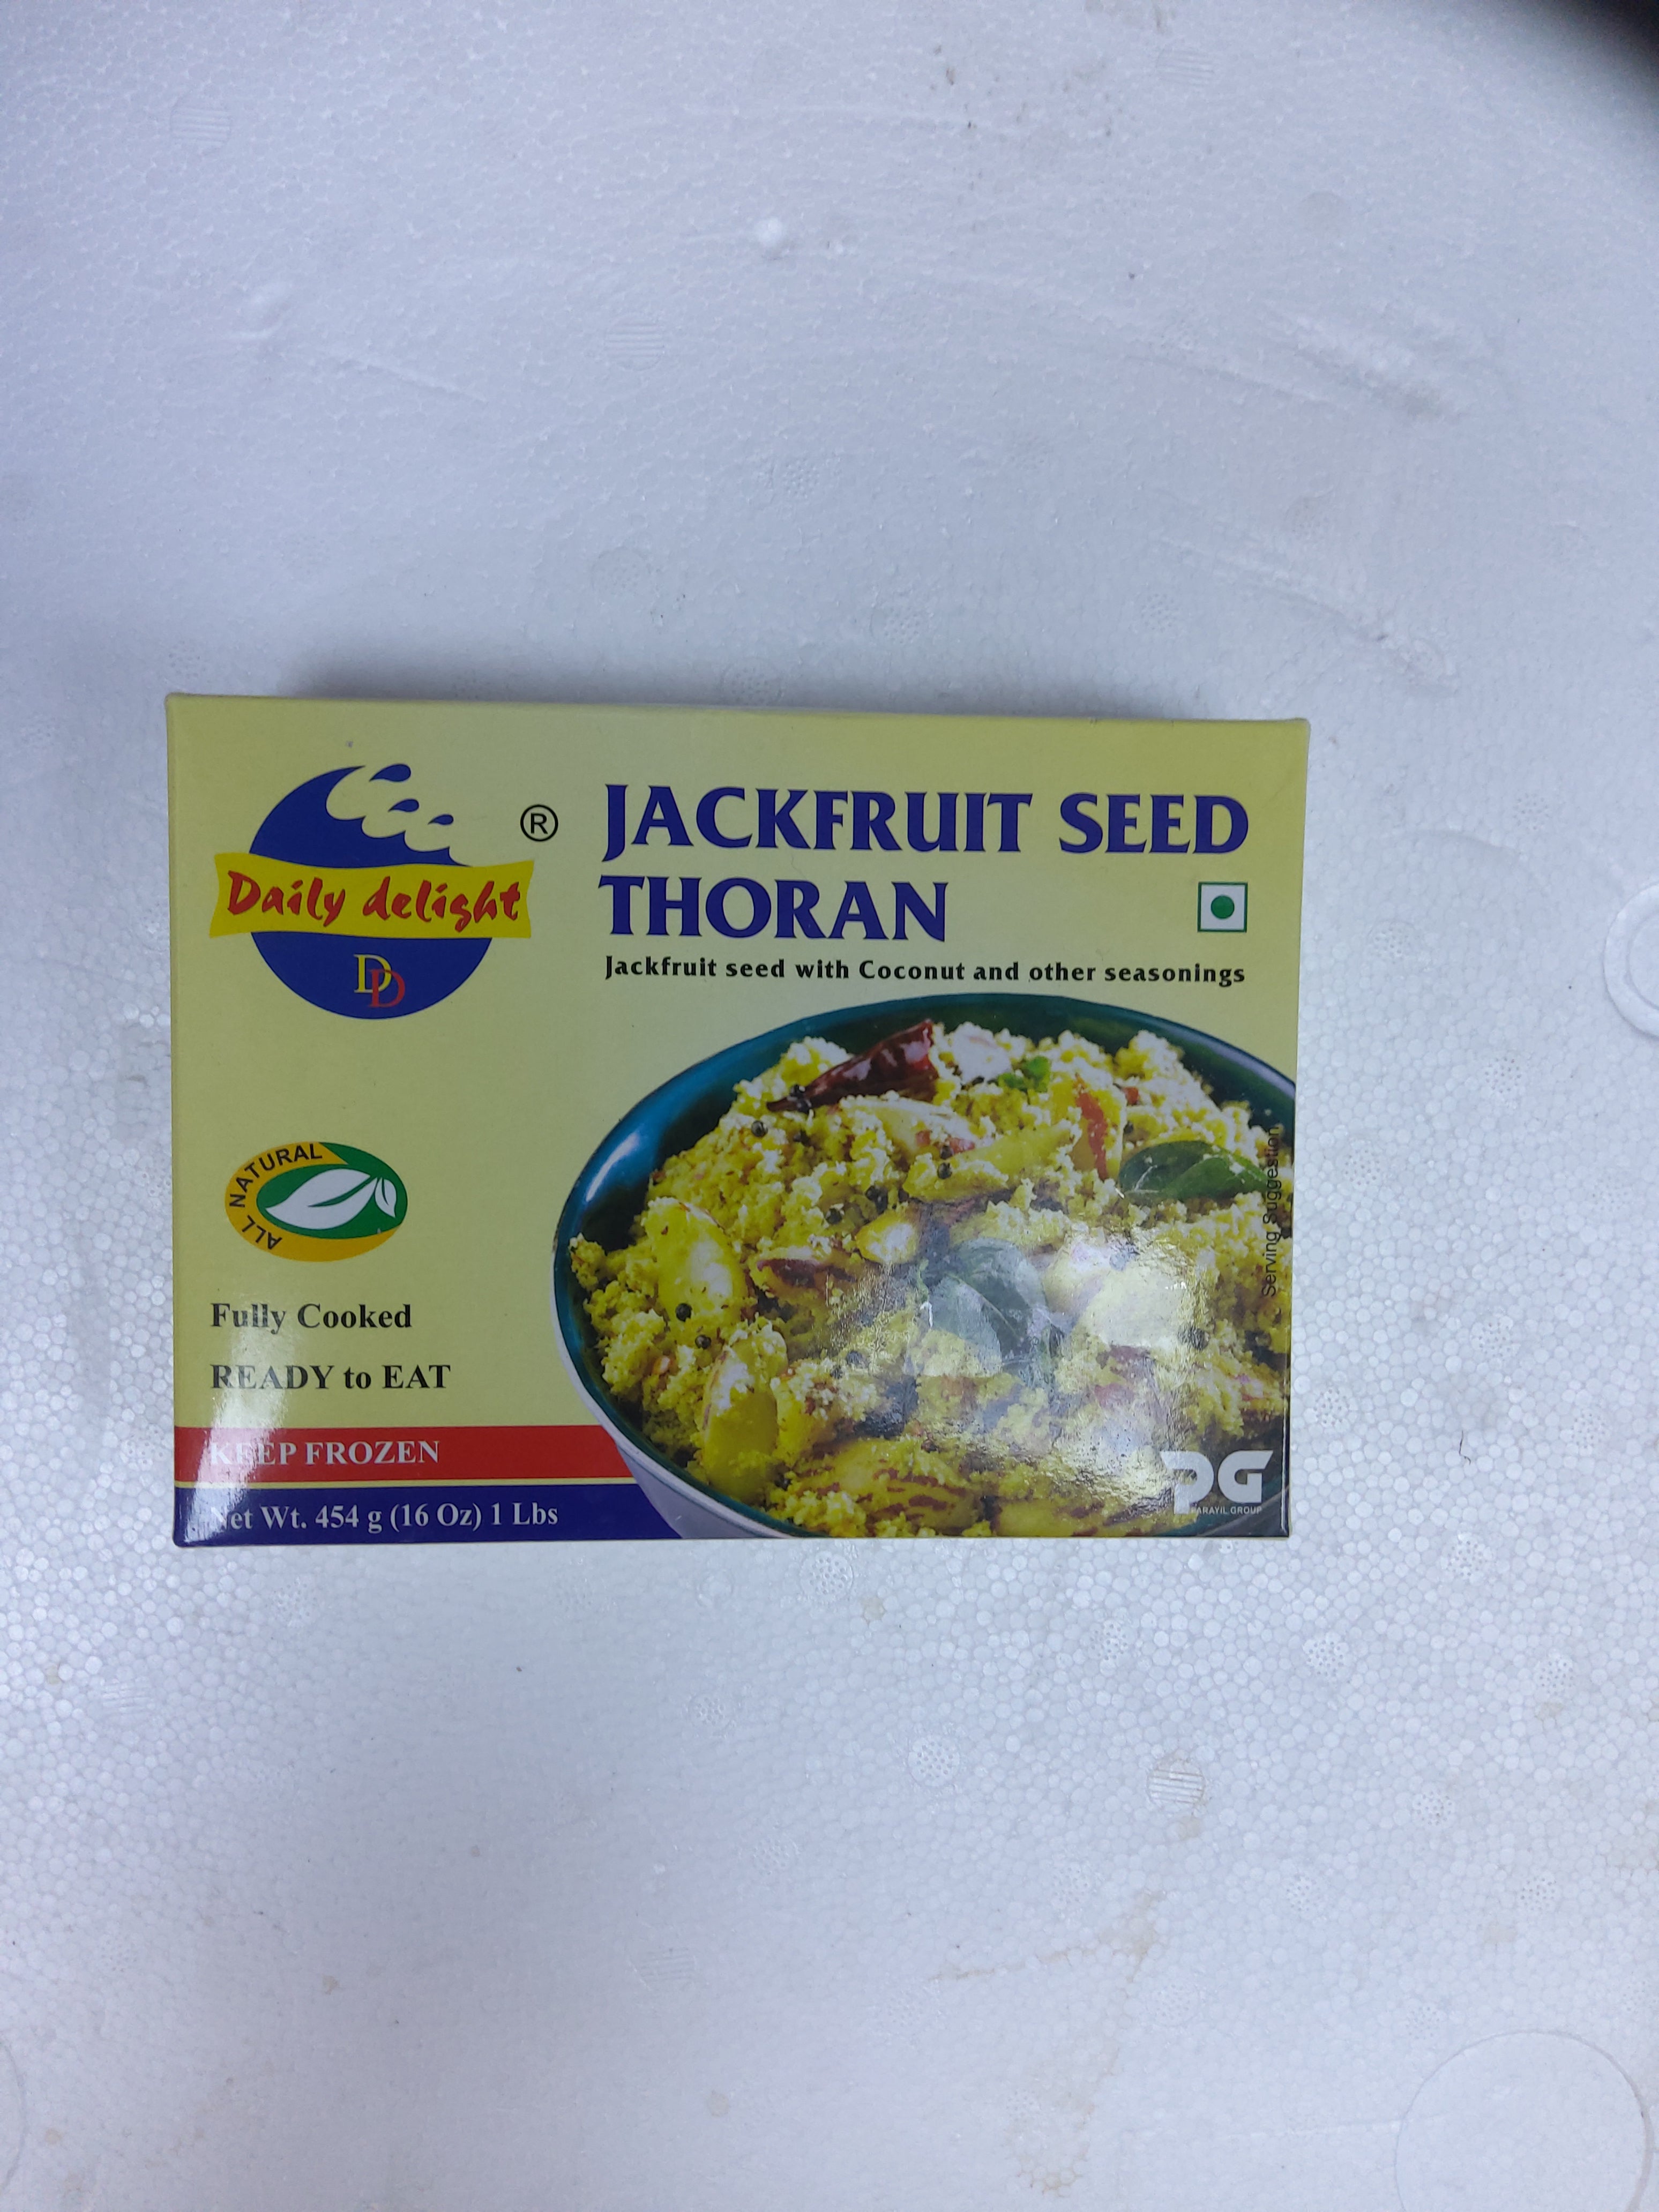 Daily delight
®
DD
JACKFRUIT SEED
THORAN
Jackfruit seed with Coconut and other seasonings
ALL NATURAL
Serving Suggestion
Fully Cooked
READY to EAT
KEEP FROZEN
Net Wt. 454 g (16 Oz) 1 Lbs
PG
PARAYIL GROUP